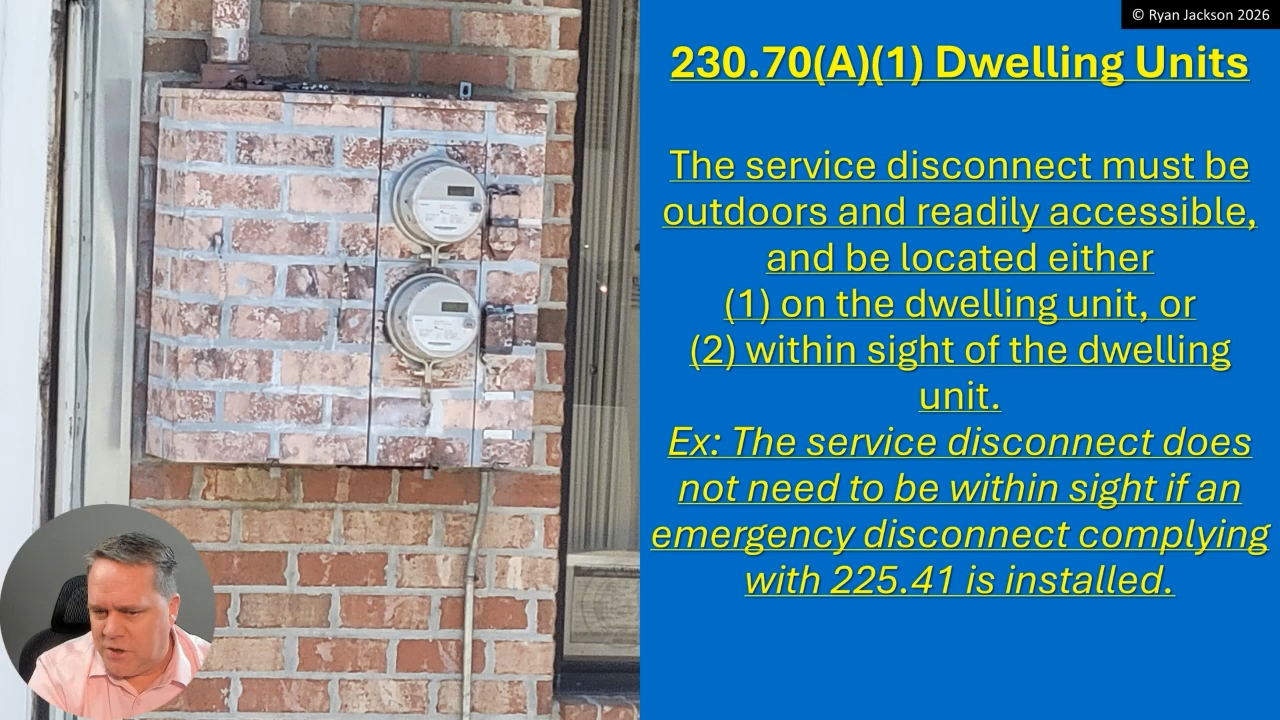 © Ryan Jackson 2026
230.70(A)(1) Dwelling Units
The service disconnect must be
outdoors and readily accessible,
and be located either
(1) on the dwelling unit, or
(2) within sight of the dwelling
unit.
Ex: The service disconnect does
not need to be within sight if an
emergency disconnect complying
with 225.41 is installed.